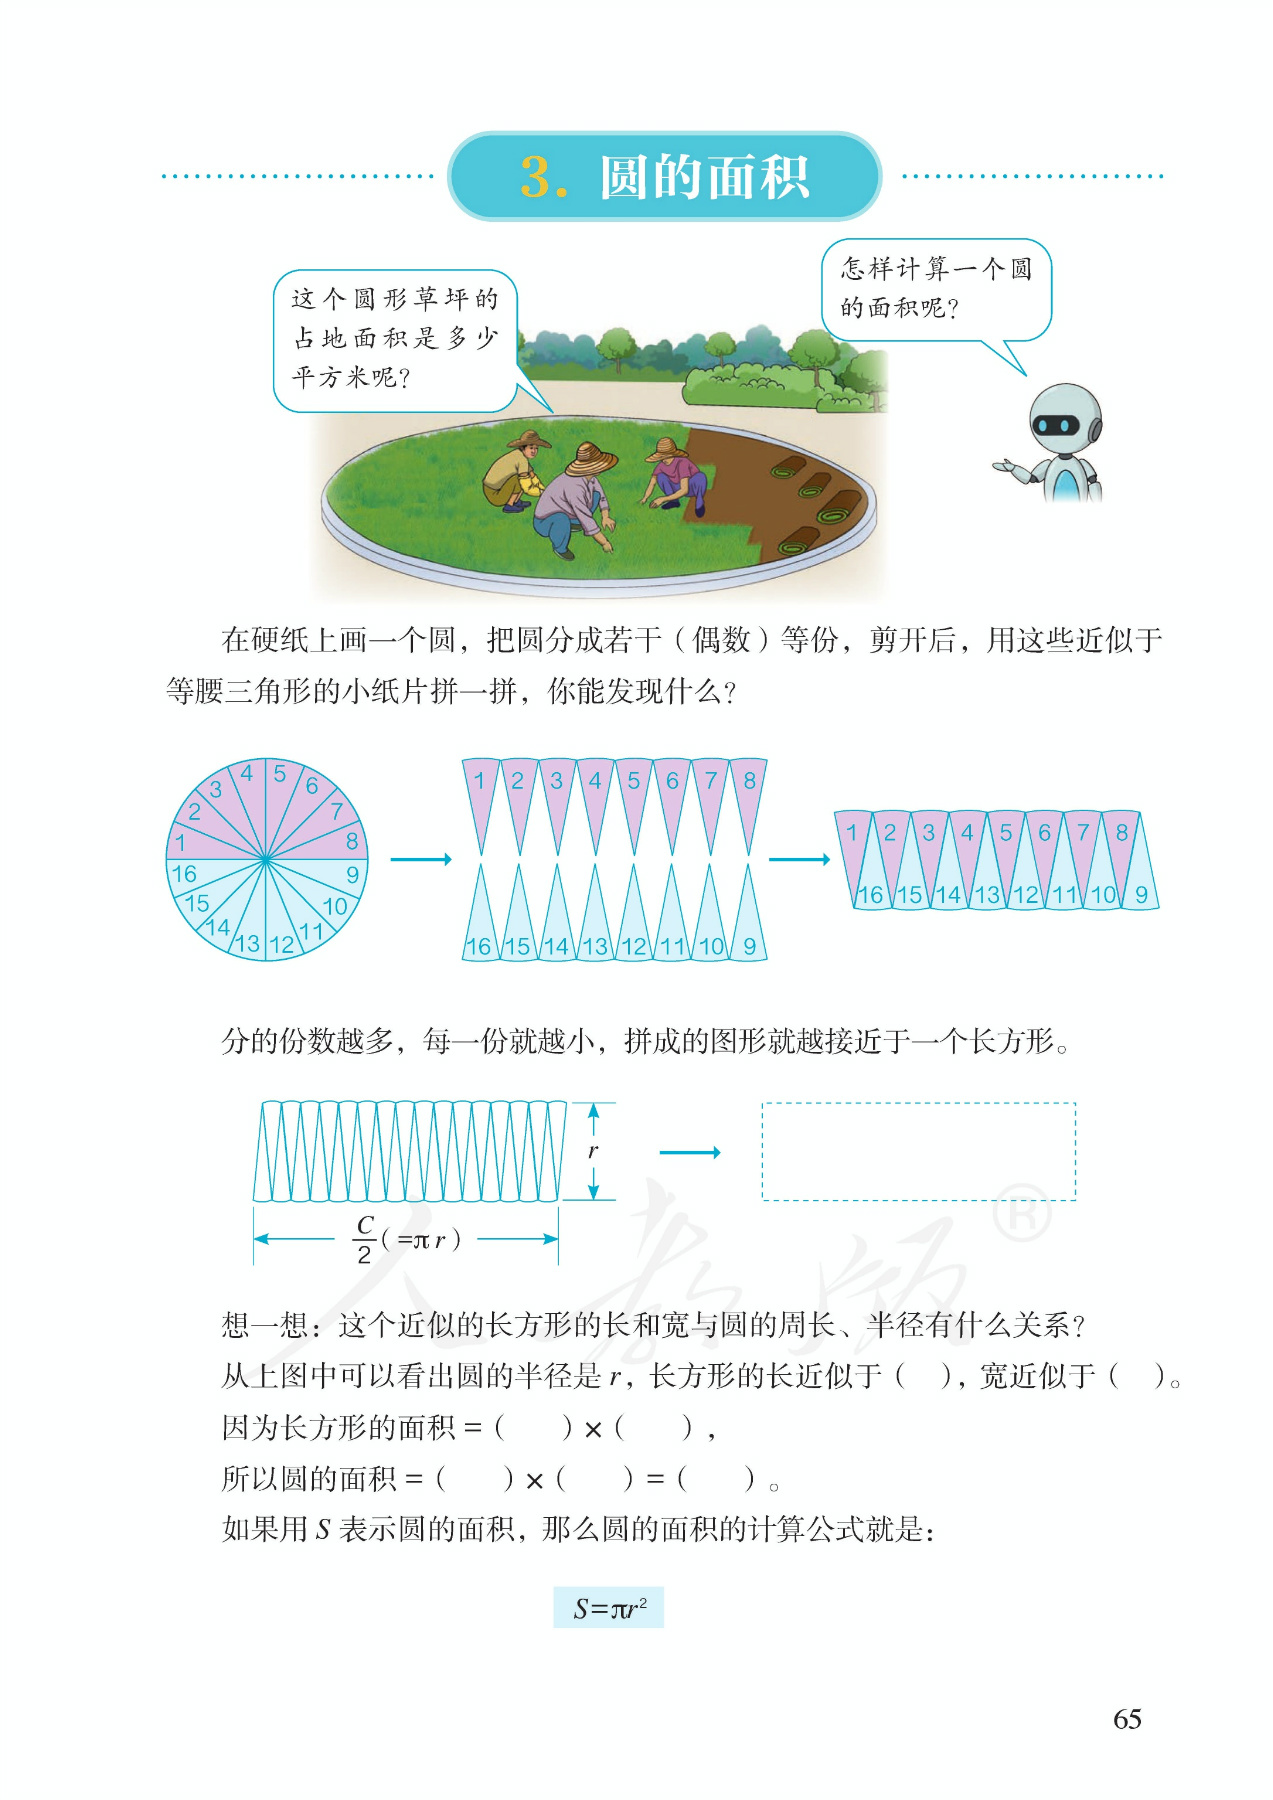 3. 圆的面积
怎样计算一个圆
的面积呢？
这个圆形草坪的
占地面积是多少
平方米呢？
在硬纸上画一个圆，把圆分成若干（偶数）等份，剪开后，用这些近似于
等腰三角形的小纸片拼一拼，你能发现什么？
1 2 3 4 5 6 7 8
16 15 14 13 12 11 10 9
1 2 3 4 5 6 7 8
16 15 14 13 12 11 10 9
1 2 3 4 5 6 7 8
16 15 14 13 12 11 10 9
分的份数越多，每一份就越小，拼成的图形就越接近于一个长方形。
r
C/2(=πr)
人教版®
想一想：这个近似的长方形的长和宽与圆的周长、半径有什么关系？
从上图中可以看出圆的半径是 r，长方形的长近似于（　），宽近似于（　）。
因为长方形的面积 =（　　）×（　　），
所以圆的面积 =（　　）×（　　）=（　　）。
如果用 S 表示圆的面积，那么圆的面积的计算公式就是：
S=πr²
65